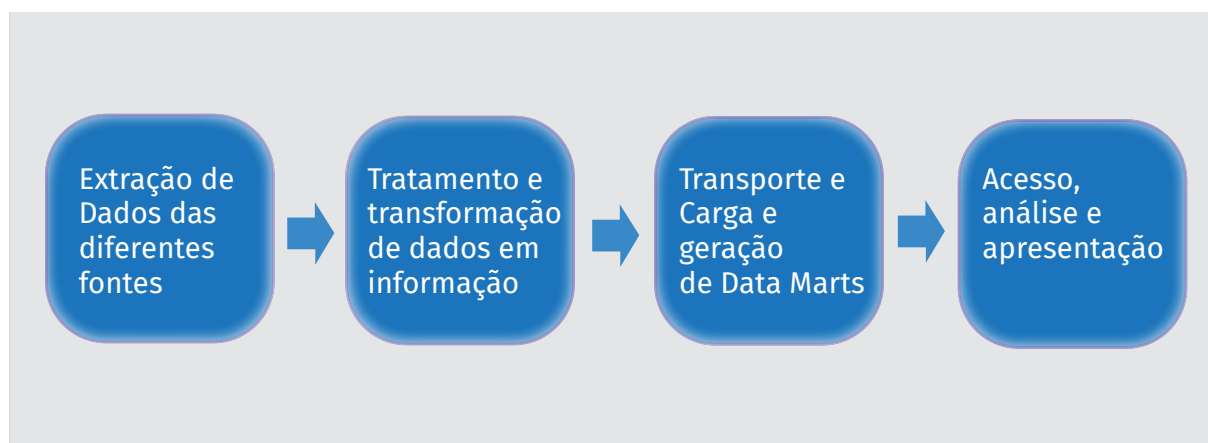 Extração de
Dados das
diferentes
fontes
Tratamento e
transformação
de dados em
informação
Transporte e
Carga e
geração
de Data Marts
Acesso,
análise e
apresentação